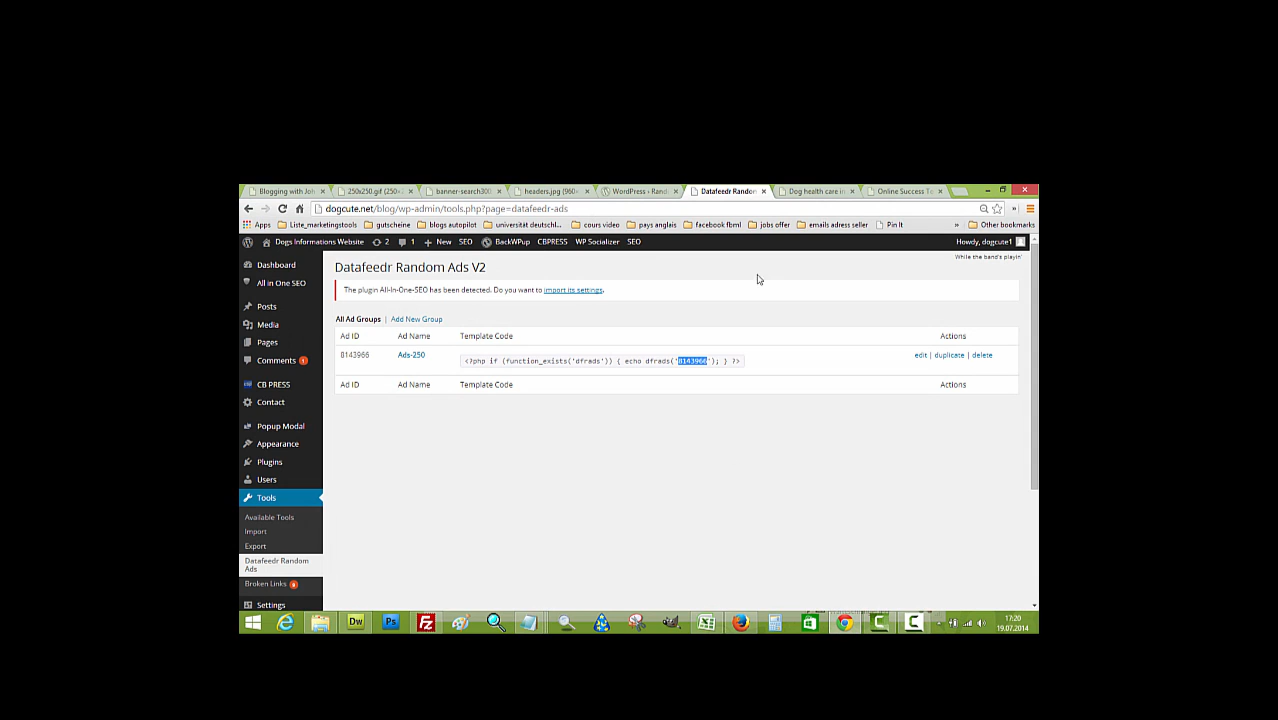 Blogging with Joh
250x250.gif (250×2
banner-search300
headers.jpg (960×
WordPress › Rand
Datafeedr Random
Dog health care in
Online Success To
dogcute.net/blog/wp-admin/tools.php?page=datafeedr-ads
Apps Liste_marketingtools gutscheine blogs autopilot universität deutschl... cours video pays anglais facebook fbml jobs offer emails adress seller Pin It » Other bookmarks
Dogs Informations Website 2 1 + New SEO BackWPup CBPRESS WP Socializer SEO Howdy, dogcute1
While the band's playin'
Dashboard
All in One SEO
Posts
Media
Pages
Comments 1
CB PRESS
Contact
Popup Modal
Appearance
Plugins
Users
Tools
Available Tools
Import
Export
Datafeedr Random
Ads
Broken Links 9
Settings
Datafeedr Random Ads V2
The plugin All-In-One-SEO has been detected. Do you want to import its settings.
All Ad Groups | Add New Group
Ad ID Ad Name Template Code Actions
8143966 Ads-250 <?php if (function_exists('dfrads')) { echo dfrads('8143966'); } ?> edit | duplicate | delete
Ad ID Ad Name Template Code Actions
Dw Ps Fz
17:20
19.07.2014